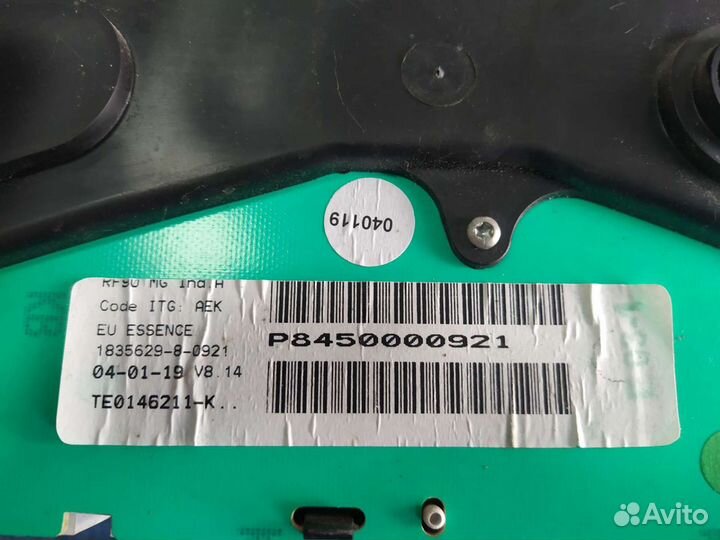 040119
RF90 MG Ind.A
Code ITG: AEK
EU ESSENCE
1835629-8-0921
04-01-19 V8.14
TE0146211-K..
P8450000921
Avito